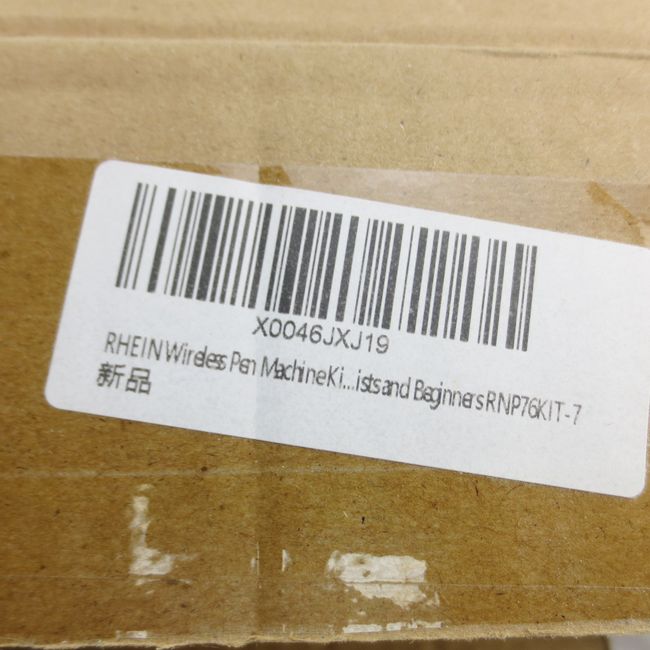 X0046JXJ19
RHEIN Wireless Pen Machine Ki...ists and Beginners RNP76KIT-7
新品